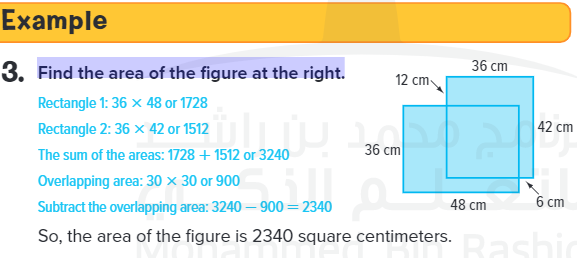 Example
3. Find the area of the figure at the right.
Rectangle 1: 36 × 48 or 1728
Rectangle 2: 36 × 42 or 1512
The sum of the areas: 1728 + 1512 or 3240
Overlapping area: 30 × 30 or 900
Subtract the overlapping area: 3240 – 900 = 2340
So, the area of the figure is 2340 square centimeters.
36 cm
12 cm
42 cm
36 cm
48 cm
6 cm